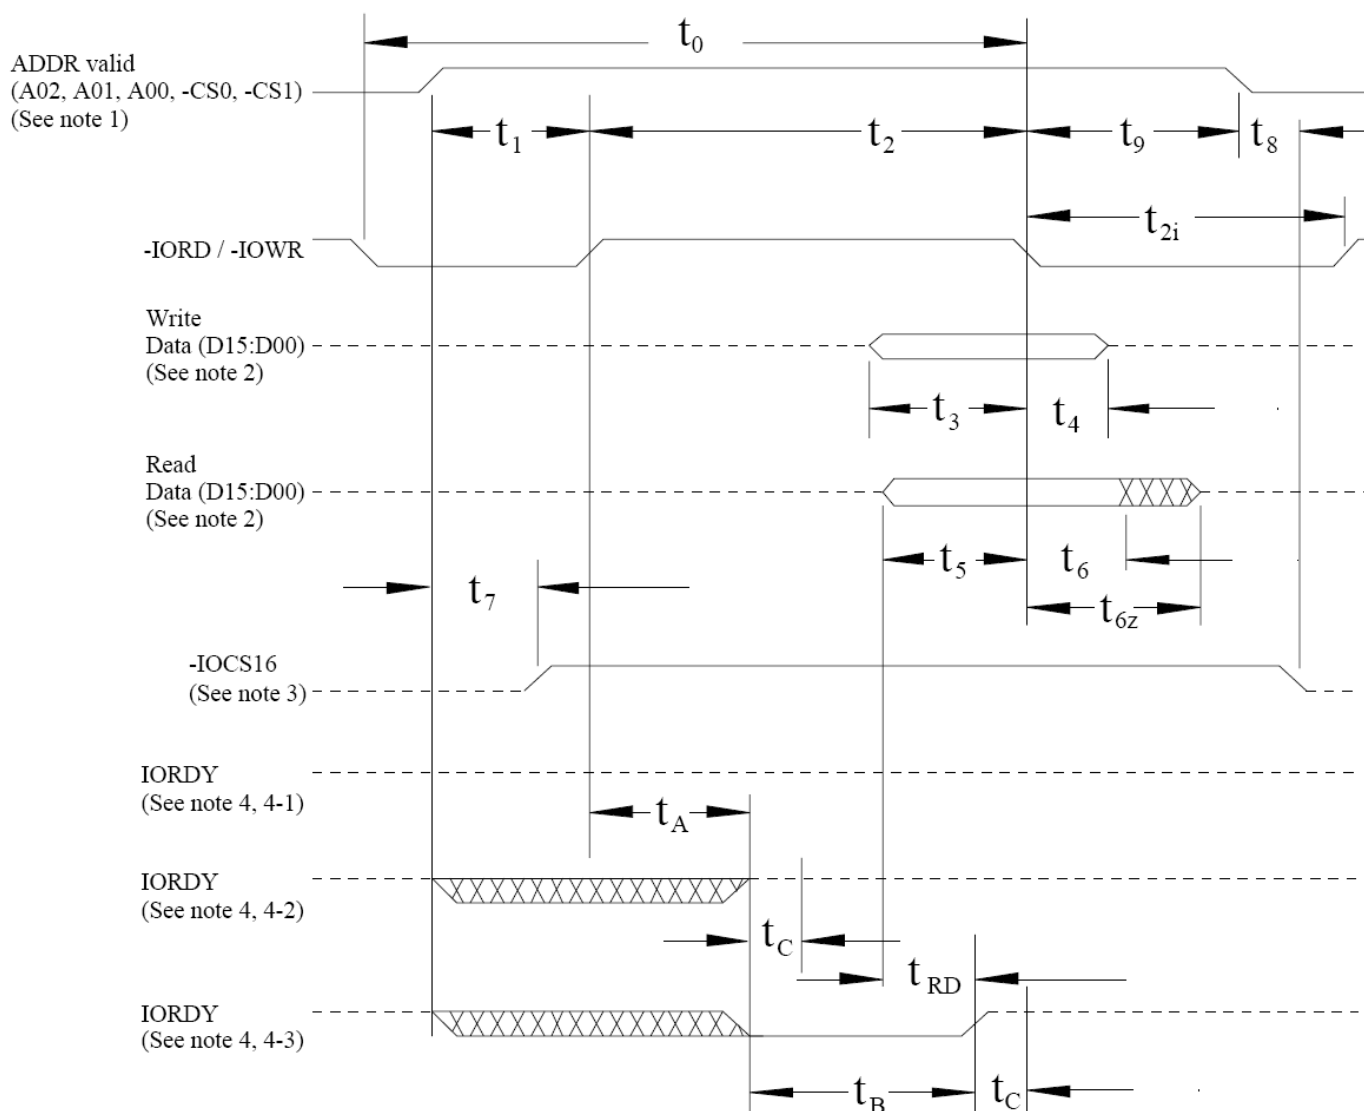 t0
ADDR valid
(A02, A01, A00, -CS0, -CS1)
(See note 1)
t1
t2
t9
t8
t2i
-IORD / -IOWR
Write
Data (D15:D00)
(See note 2)
t3
t4
Read
Data (D15:D00)
(See note 2)
t5
t6
t7
t6z
-IOCS16
(See note 3)
IORDY
(See note 4, 4-1)
tA
IORDY
(See note 4, 4-2)
tC
tRD
IORDY
(See note 4, 4-3)
tB
tC